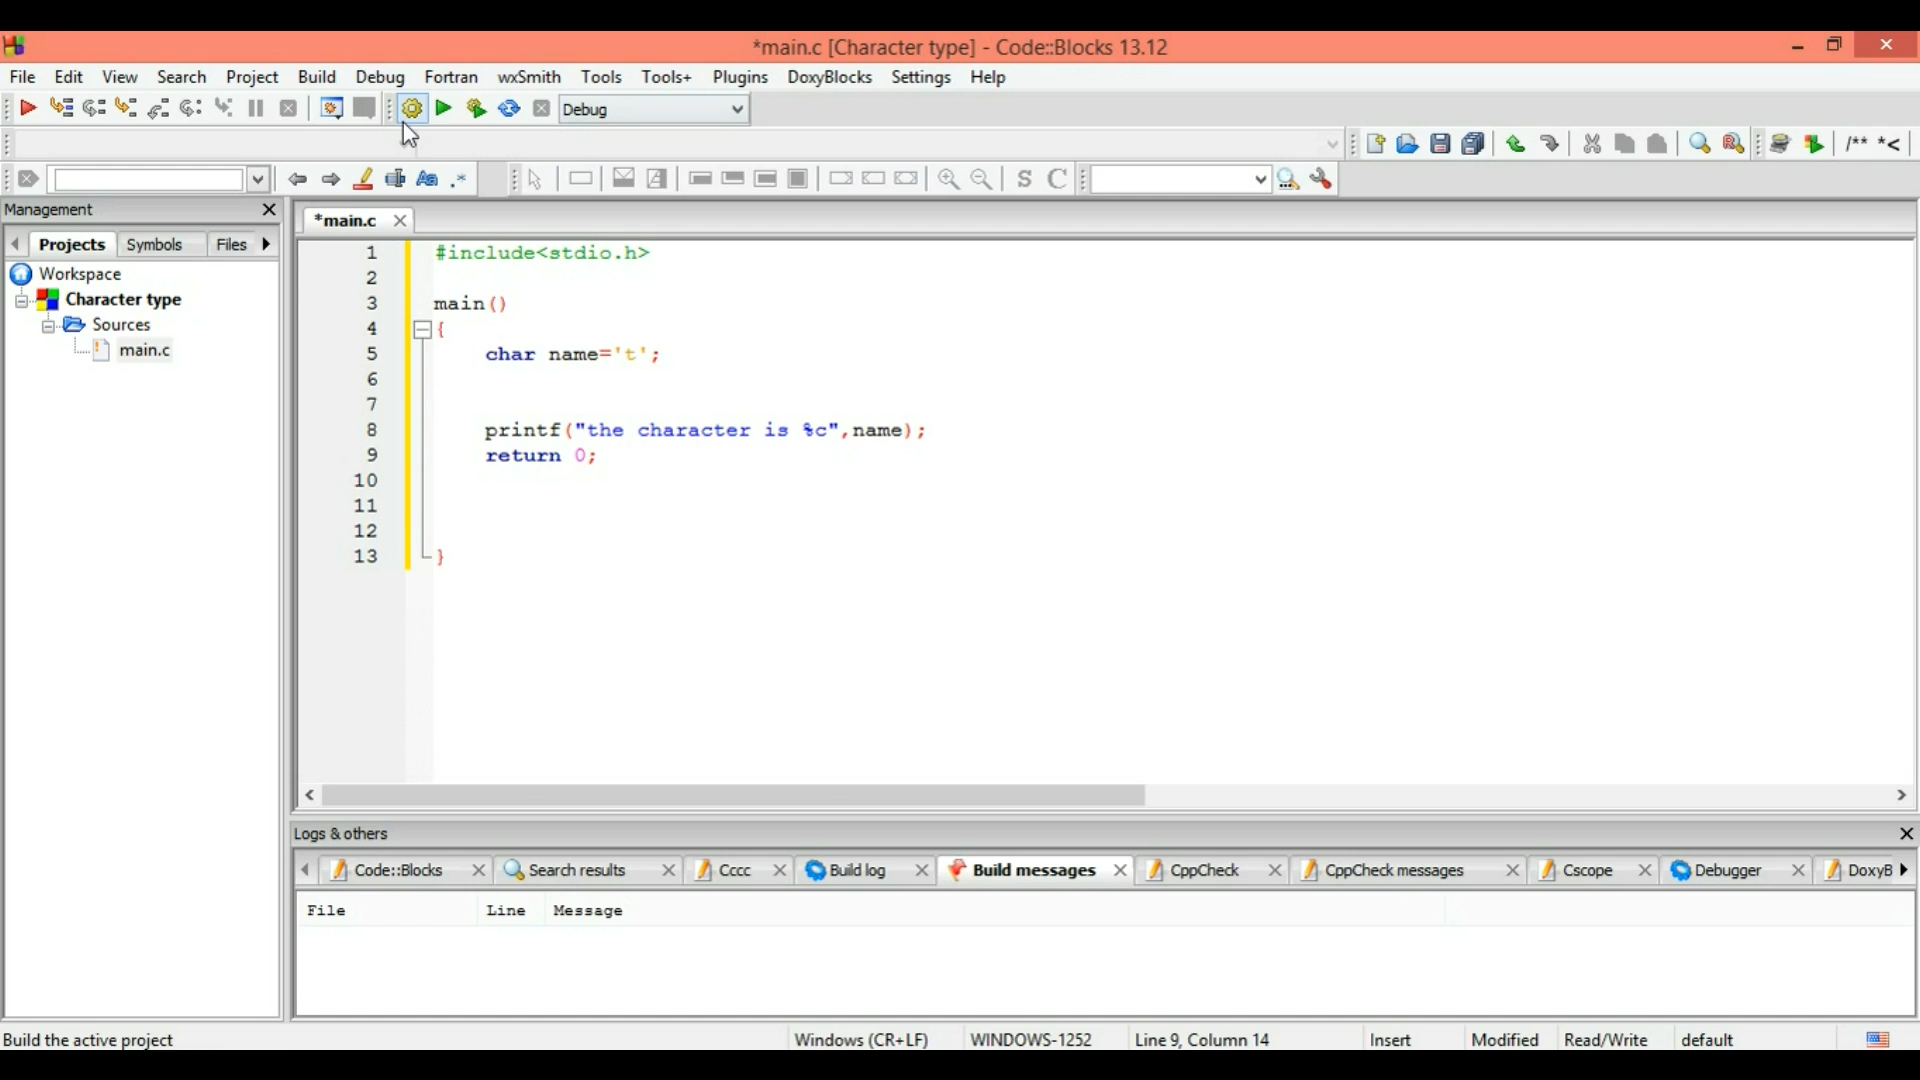 *main.c [Character type] - Code::Blocks 13.12
File Edit View Search Project Build Debug Fortran wxSmith Tools Tools+ Plugins DoxyBlocks Settings Help
Debug
/** *<
Aa .*
S C
Management
*main.c
Projects Symbols Files
Workspace
Character type
Sources
main.c
1 #include<stdio.h>
2
3 main()
4 {
5 char name='t';
6
7
8 printf("the character is %c",name);
9 return 0;
10
11
12
13 }
Logs & others
Code::Blocks Search results Cccc Build log Build messages CppCheck CppCheck messages Cscope Debugger DoxyB
File Line Message
Build the active project Windows (CR+LF) WINDOWS-1252 Line 9, Column 14 Insert Modified Read/Write default